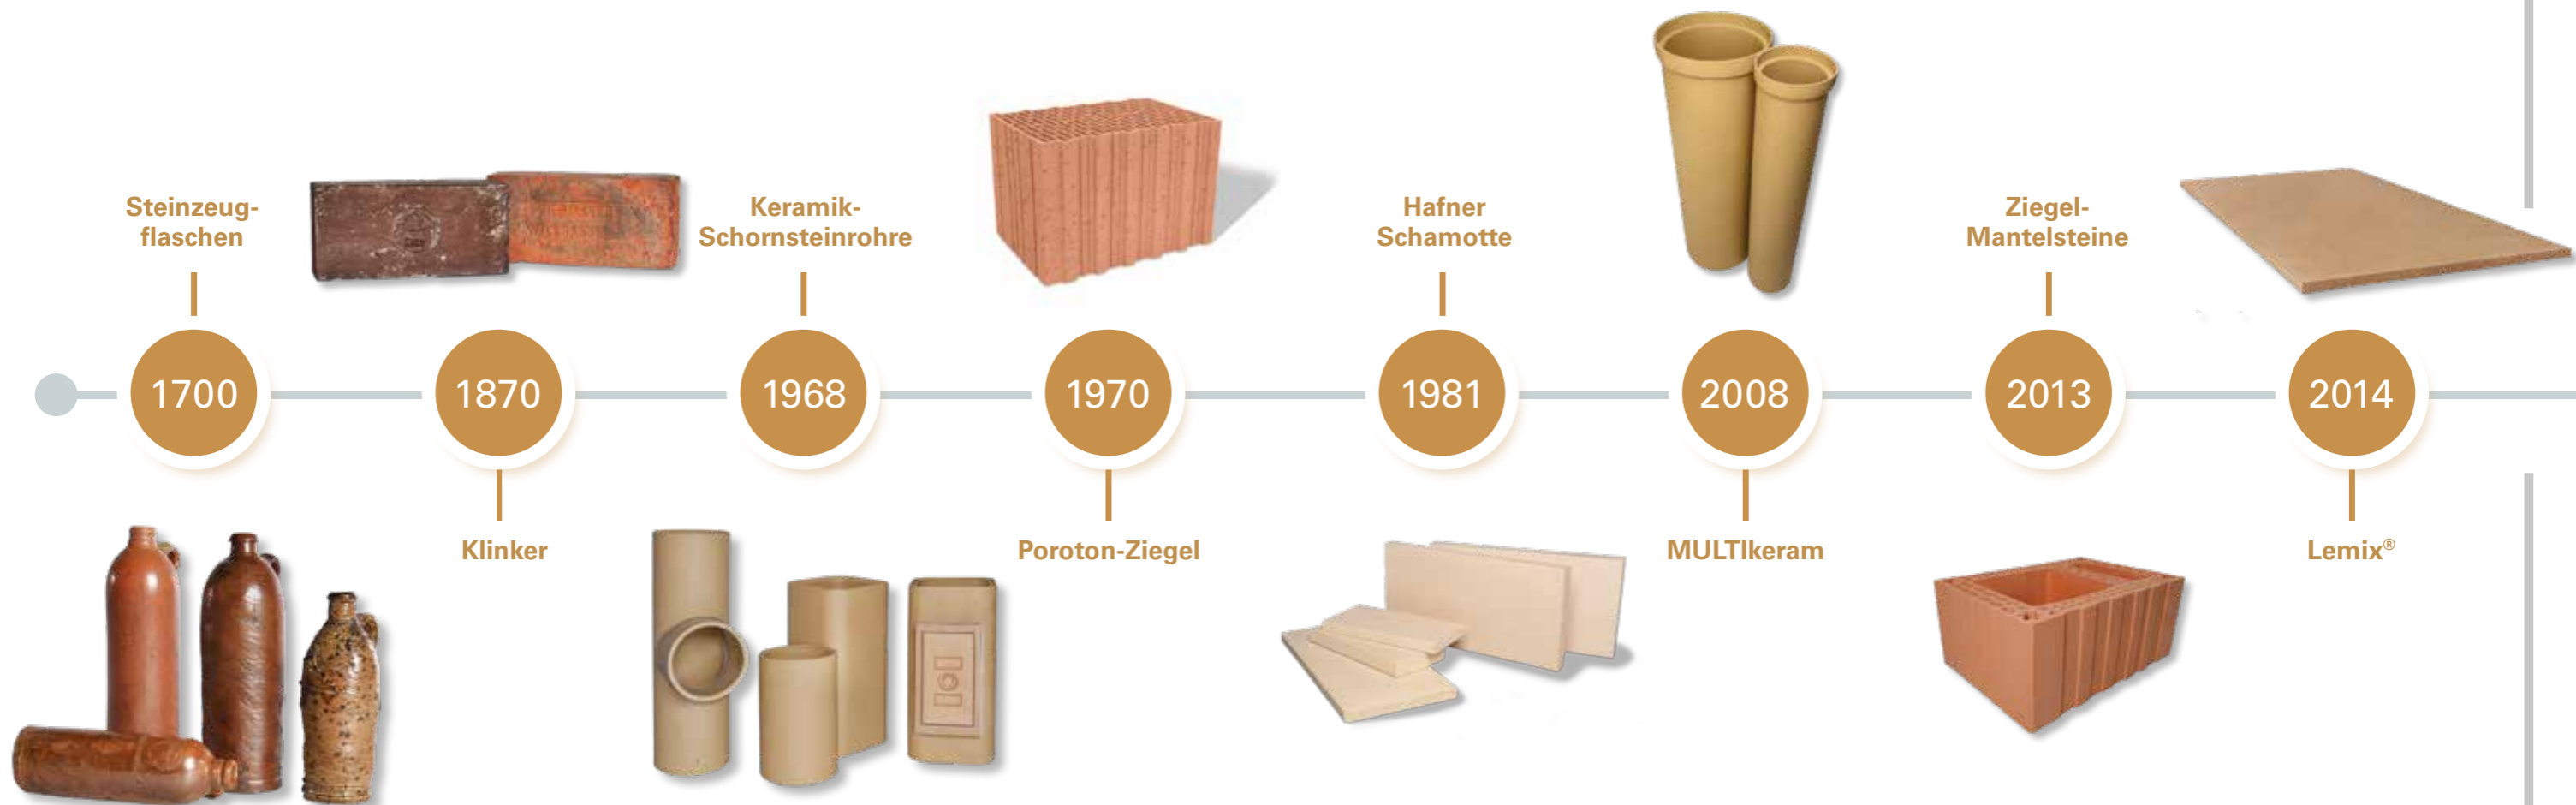 Steinzeug-
flaschen
1700
1870
Klinker
Keramik-
Schornsteinrohre
1968
1970
Poroton-Ziegel
Hafner
Schamotte
1981
2008
MULTIkeram
Ziegel-
Mantelsteine
2013
2014
Lemix®